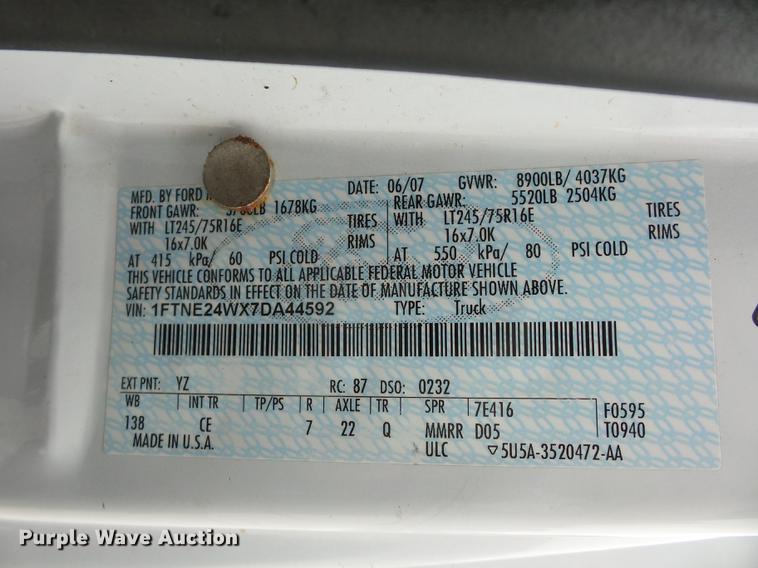 MFD. BY FORD DATE: 06/07 GVWR: 8900LB/ 4037KG
FRONT GAWR: 1678KG REAR GAWR: 5520LB 2504KG
WITH LT245/75R16E TIRES WITH LT245/75R16E TIRES
16x7.0K RIMS 16x7.0K RIMS
AT 415 kPa/ 60 PSI COLD AT 550 kPa/ 80 PSI COLD
THIS VEHICLE CONFORMS TO ALL APPLICABLE FEDERAL MOTOR VEHICLE
SAFETY STANDARDS IN EFFECT ON THE DATE OF MANUFACTURE SHOWN ABOVE.
VIN: 1FTNE24WX7DA44592 TYPE: Truck
EXT PNT: YZ RC: 87 DSO: 0232
WB INT TR TP/PS R AXLE TR SPR 7E416 F0595
138 CE 7 22 Q MMRR D05 T0940
MADE IN U.S.A. ULC ▽5U5A-3520472-AA
Purple Wave Auction